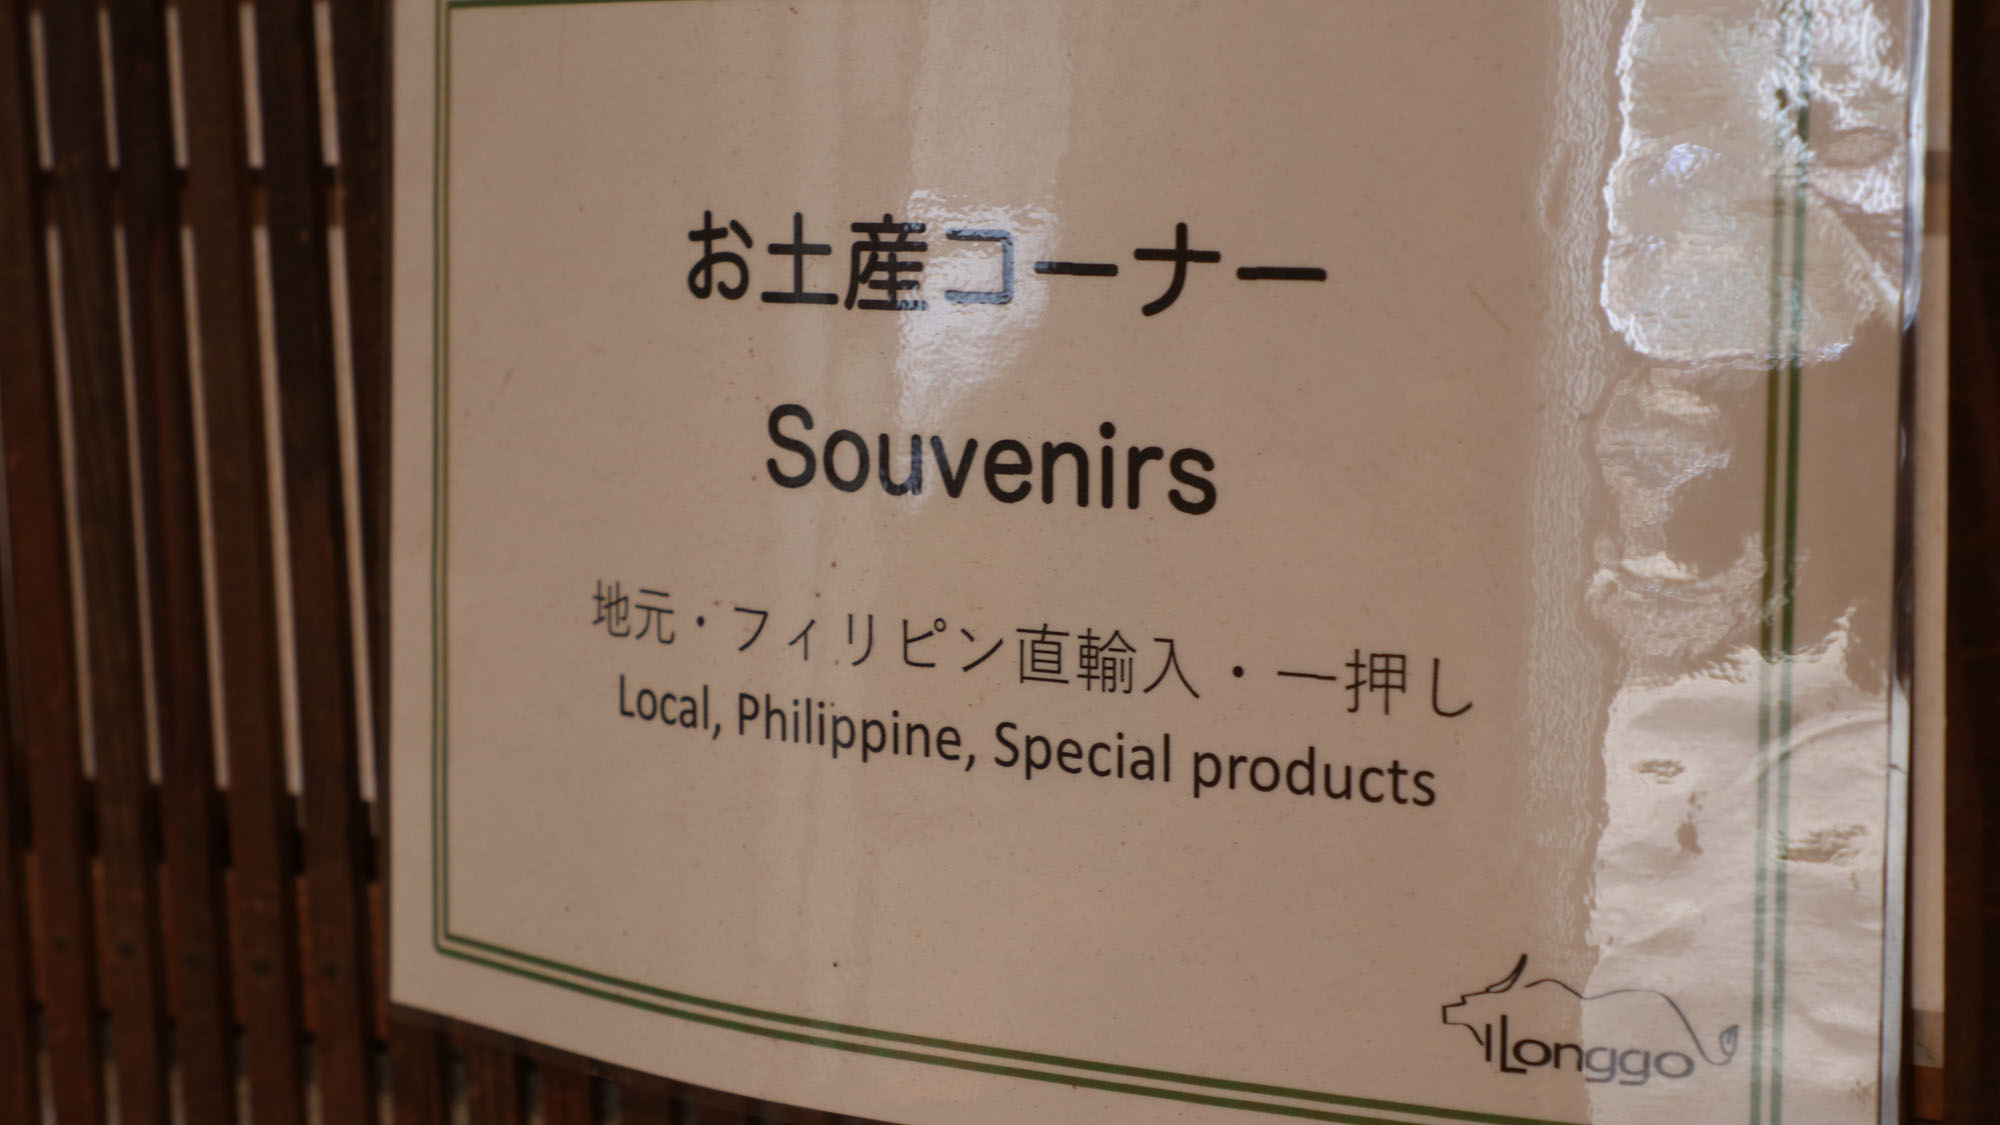 お土産コーナー
Souvenirs
地元・フィリピン直輸入・一押し
Local, Philippine, Special products
ILonggo